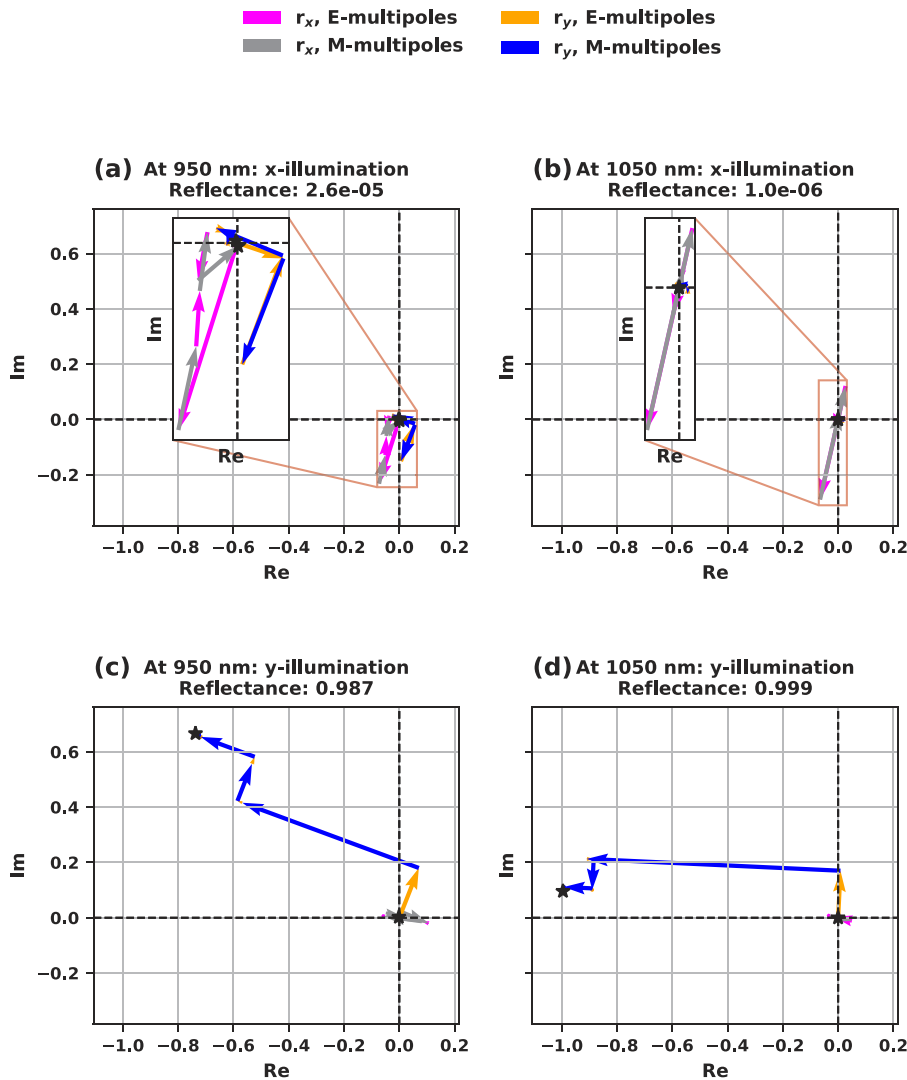 r_x, E-multipoles
r_x, M-multipoles
r_y, E-multipoles
r_y, M-multipoles
(a) At 950 nm: x-illumination
Reflectance: 2.6e-05
(b) At 1050 nm: x-illumination
Reflectance: 1.0e-06
0.6
0.4
0.2
0.0
−0.2
Im
Im
Re
−1.0 −0.8 −0.6 −0.4 −0.2 0.0 0.2
Re
Im
Im
Re
−1.0 −0.8 −0.6 −0.4 −0.2 0.0 0.2
Re
(c) At 950 nm: y-illumination
Reflectance: 0.987
(d) At 1050 nm: y-illumination
Reflectance: 0.999
0.6
0.4
0.2
0.0
−0.2
Im
−1.0 −0.8 −0.6 −0.4 −0.2 0.0 0.2
Re
Im
−1.0 −0.8 −0.6 −0.4 −0.2 0.0 0.2
Re